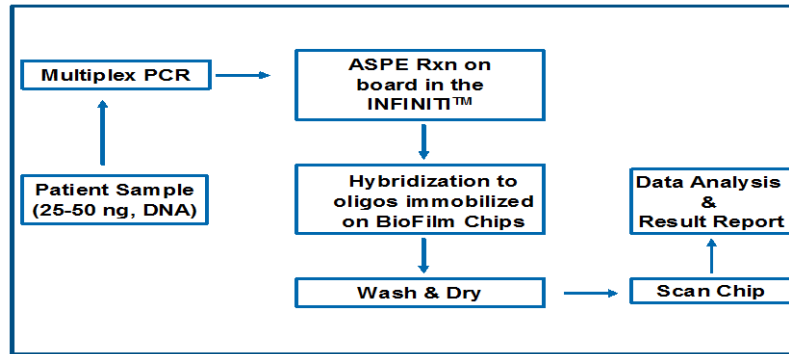 Multiplex PCR
Patient Sample
(25-50 ng, DNA)
ASPE Rxn on
board in the
INFINITI™
Hybridization to
oligos immobilized
on BioFilm Chips
Wash & Dry
Scan Chip
Data Analysis
&
Result Report